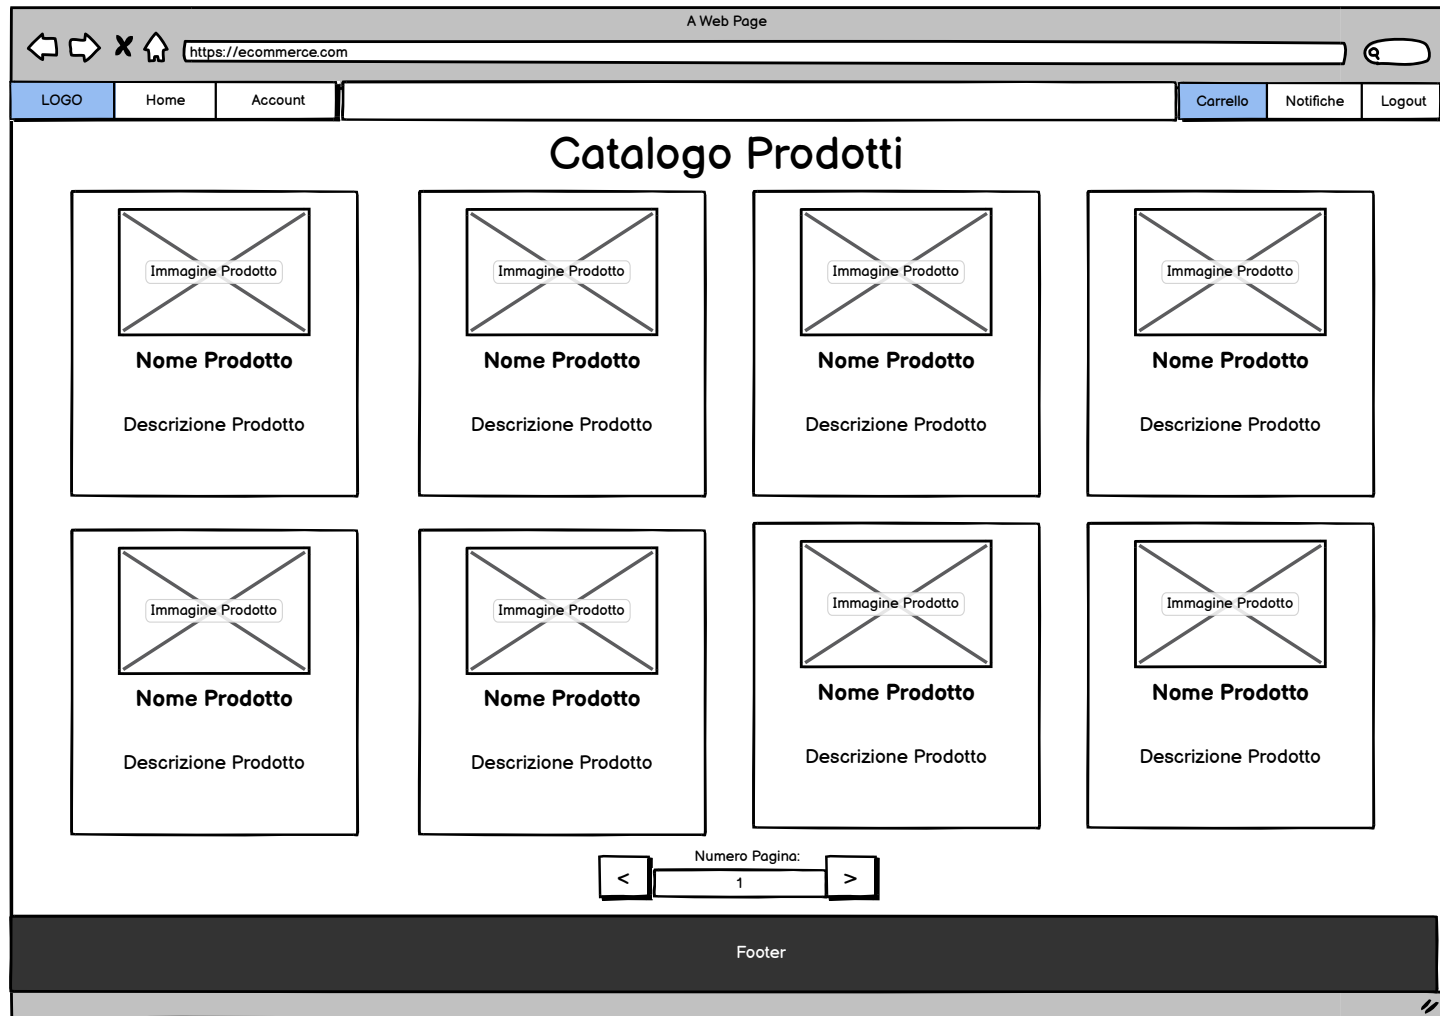 A Web Page
https://ecommerce.com
LOGO Home Account Carrello Notifiche Logout
Catalogo Prodotti
Immagine Prodotto Immagine Prodotto Immagine Prodotto Immagine Prodotto
Nome Prodotto Nome Prodotto Nome Prodotto Nome Prodotto
Descrizione Prodotto Descrizione Prodotto Descrizione Prodotto Descrizione Prodotto
Immagine Prodotto Immagine Prodotto Immagine Prodotto Immagine Prodotto
Nome Prodotto Nome Prodotto Nome Prodotto Nome Prodotto
Descrizione Prodotto Descrizione Prodotto Descrizione Prodotto Descrizione Prodotto
Numero Pagina:
< 1 >
Footer